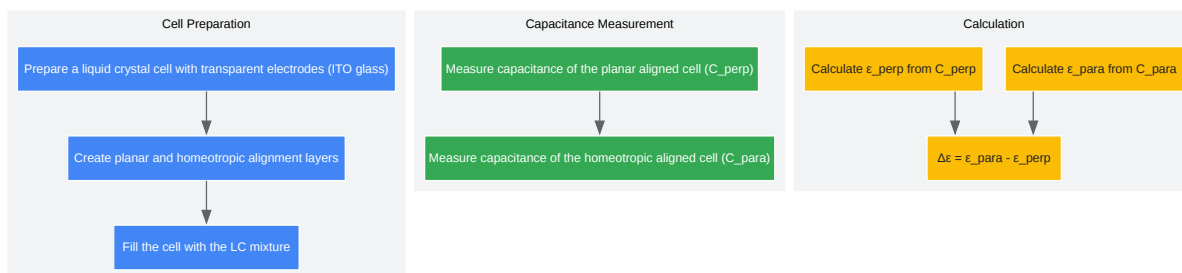 Cell Preparation
Prepare a liquid crystal cell with transparent electrodes (ITO glass)
Create planar and homeotropic alignment layers
Fill the cell with the LC mixture
Capacitance Measurement
Measure capacitance of the planar aligned cell (C_perp)
Measure capacitance of the homeotropic aligned cell (C_para)
Calculation
Calculate ε_perp from C_perp
Calculate ε_para from C_para
Δε = ε_para - ε_perp